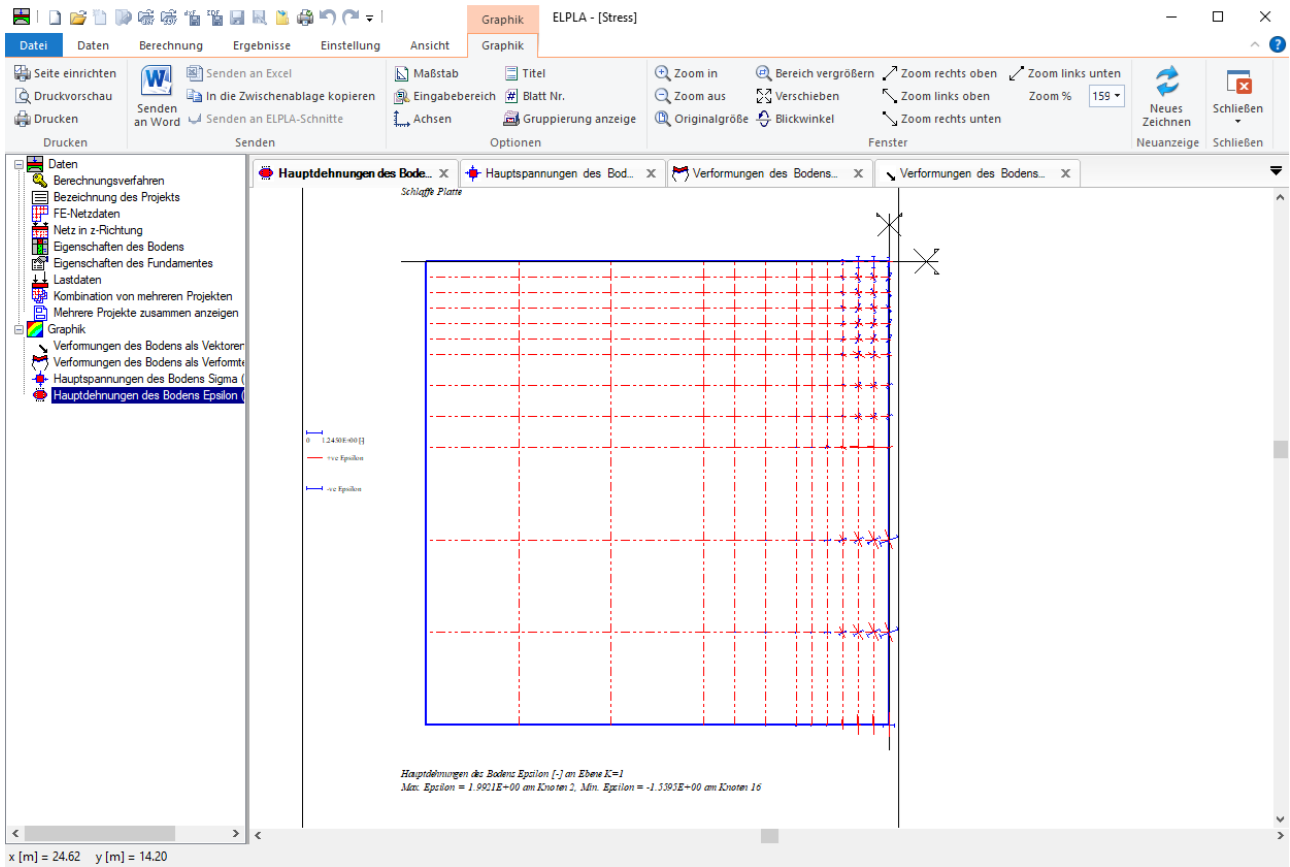 Graphik
ELPLA - [Stress]
Datei
Daten
Berechnung
Ergebnisse
Einstellung
Ansicht
Graphik
Seite einrichten
Druckvorschau
Drucken
Drucken
Senden
an Word
Senden an Excel
In die Zwischenablage kopieren
Senden an ELPLA-Schnitte
Senden
Maßstab
Eingabebereich
Achsen
Titel
Blatt Nr.
Gruppierung anzeige
Optionen
Zoom in
Zoom aus
Originalgröße
Bereich vergrößern
Verschieben
Blickwinkel
Zoom rechts oben
Zoom links oben
Zoom rechts unten
Zoom links unten
Zoom % 159
Fenster
Neues
Zeichnen
Neuanzeige
Schließen
Schließen
Daten
Berechnungsverfahren
Bezeichnung des Projekts
FE-Netzdaten
Netz in z-Richtung
Eigenschaften des Bodens
Eigenschaften des Fundamentes
Lastdaten
Kombination von mehreren Projekten
Mehrere Projekte zusammen anzeigen
Graphik
Verformungen des Bodens als Vektoren
Verformungen des Bodens als Verformte
Hauptspannungen des Bodens Sigma (
Hauptdehnungen des Bodens Epsilon (
Hauptdehnungen des Bode... X
Hauptspannungen des Bod... X
Verformungen des Bodens... X
Verformungen des Bodens... X
Schlaffe Platte
0 1.2450E+00 [-]
+ve Epsilon
-ve Epsilon
Hauptdehnungen des Bodens Epsilon [-] an Ebene K=1
Max. Epsilon = 1.9921E+00 am Knoten 2, Min. Epsilon = -1.5595E+00 am Knoten 16
x [m] = 24.62 y [m] = 14.20